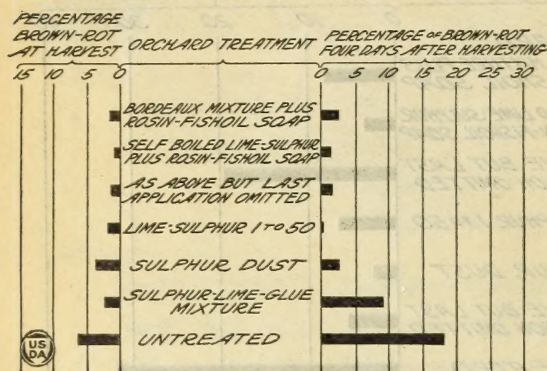 PERCENTAGE
BROWN-ROT
AT HARVEST
ORCHARD TREATMENT
PERCENTAGE OF BROWN-ROT
FOUR DAYS AFTER HARVESTING
15 10 5 0
0 5 10 15 20 25 30
BORDEAUX MIXTURE PLUS
ROSIN-FISHOIL SOAP
SELF BOILED LIME-SULPHUR
PLUS ROSIN-FISHOIL SOAP
AS ABOVE BUT LAST
APPLICATION OMITTED
LIME-SULPHUR 1 TO 50
SULPHUR DUST
SULPHUR-LIME-GLUE
MIXTURE
UNTREATED
US
DA